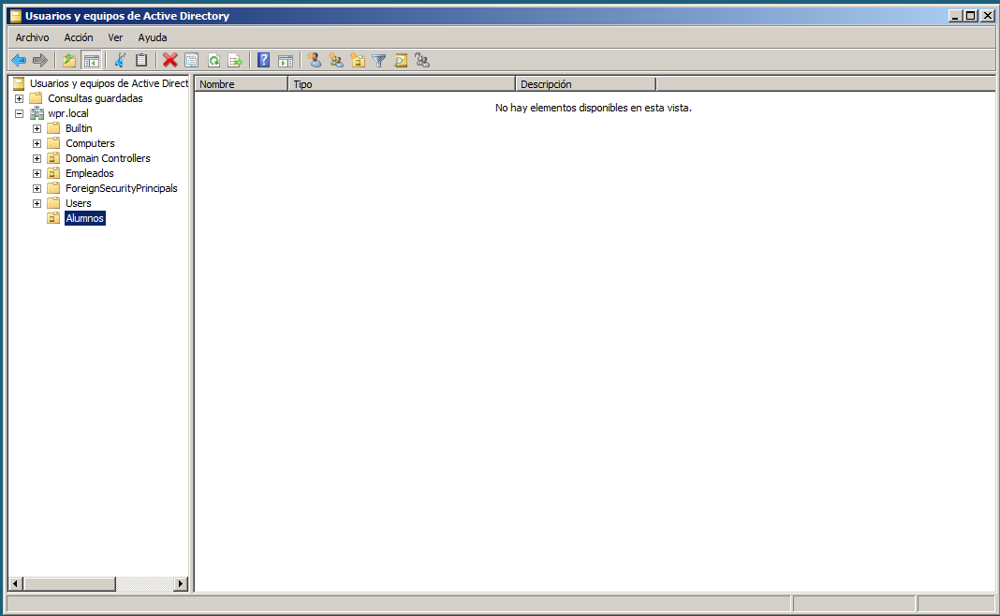 Usuarios y equipos de Active Directory
Archivo Acción Ver Ayuda
Usuarios y equipos de Active Direct
Consultas guardadas
wpr.local
Builtin
Computers
Domain Controllers
Empleados
ForeignSecurityPrincipals
Users
Alumnos
Nombre Tipo Descripción
No hay elementos disponibles en esta vista.